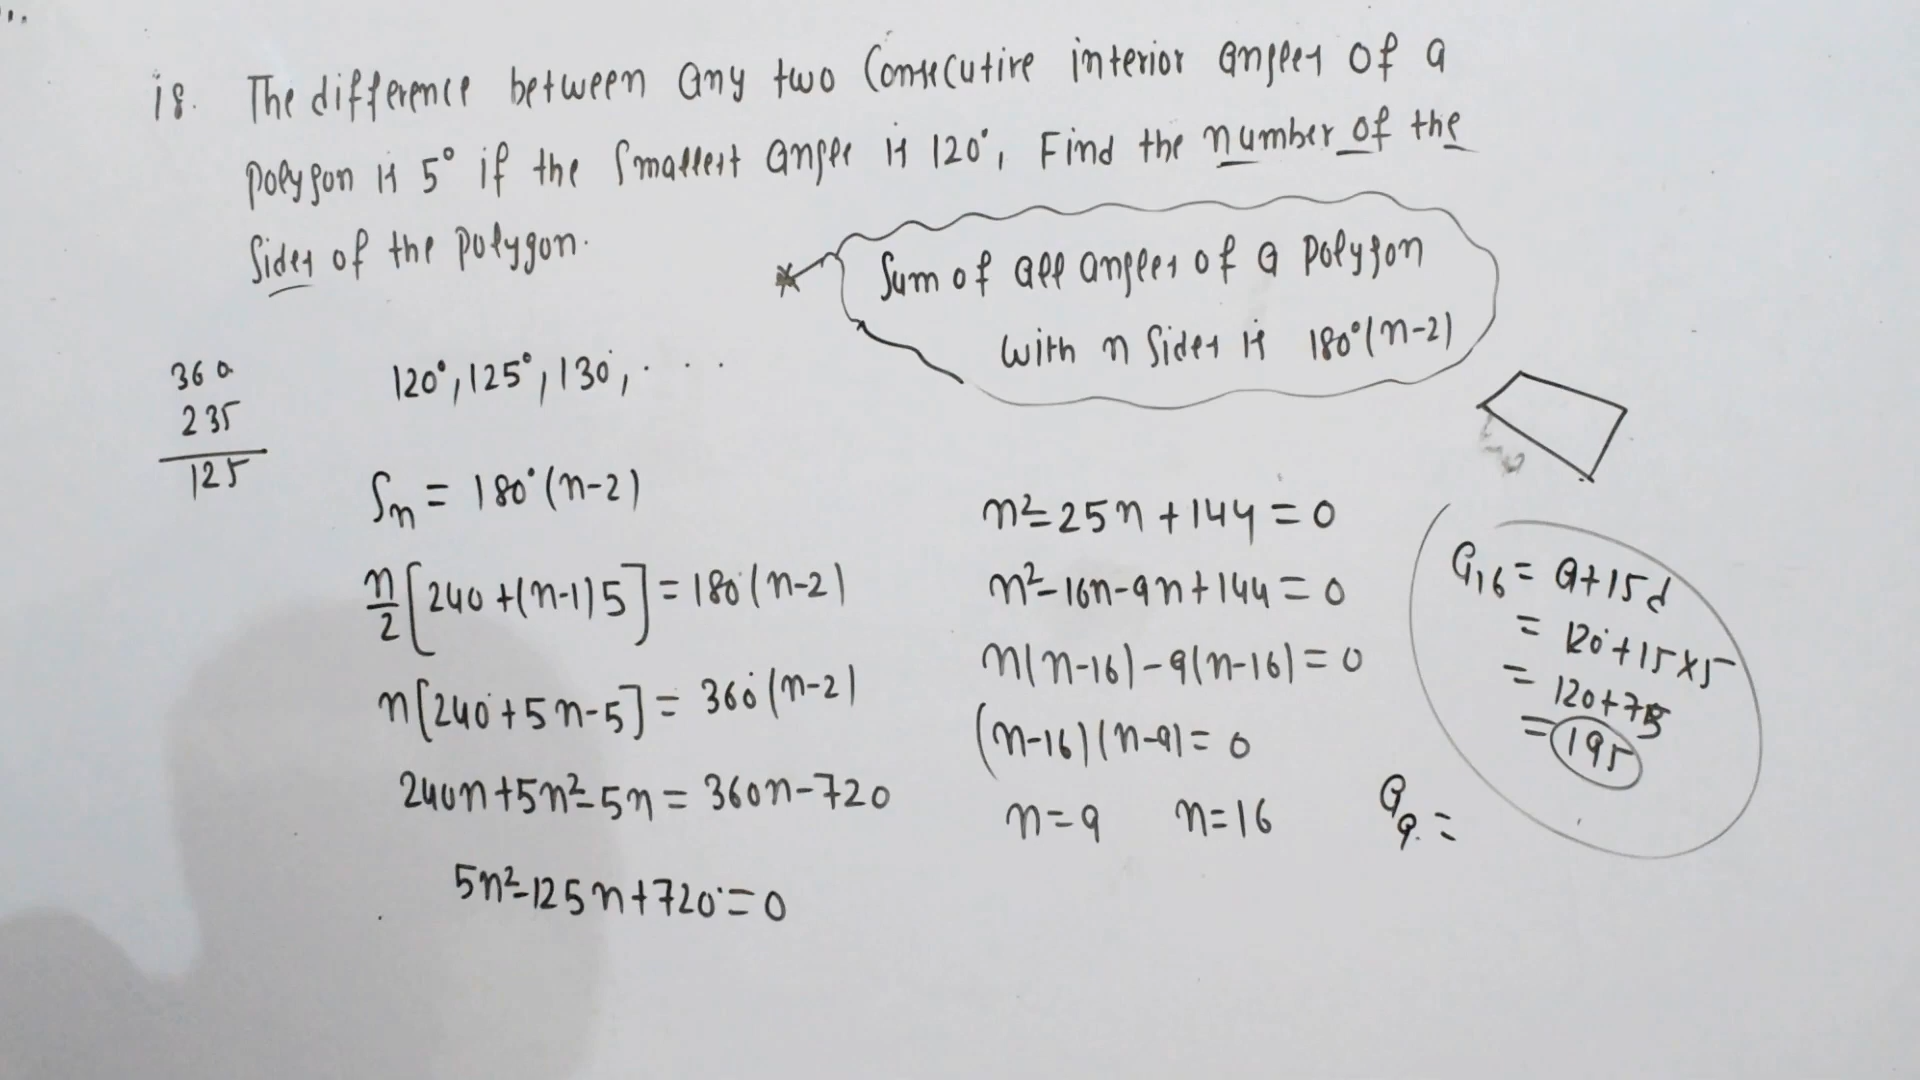 18. The difference between any two Consecutive interior angles of a
polygon is 5° if the smallest angle is 120°, Find the number of the
sides of the polygon.
Sum of all angles of a polygon
with n sides is 180°(n-2)
360
235
125
120°, 125°, 130°, . . .
Sn = 180°(n-2)
n/2 [240 + (n-1)5] = 180°(n-2)
n[240 + 5n-5] = 360°(n-2)
240n + 5n² - 5n = 360n - 720
5n² - 125n + 720 = 0
n² - 25n + 144 = 0
n² - 16n - 9n + 144 = 0
n(n-16) - 9(n-16) = 0
(n-16)(n-9) = 0
n=9 n=16
a16 = a+15d
= 120°+15×5
= 120+75
= 195
a9 =